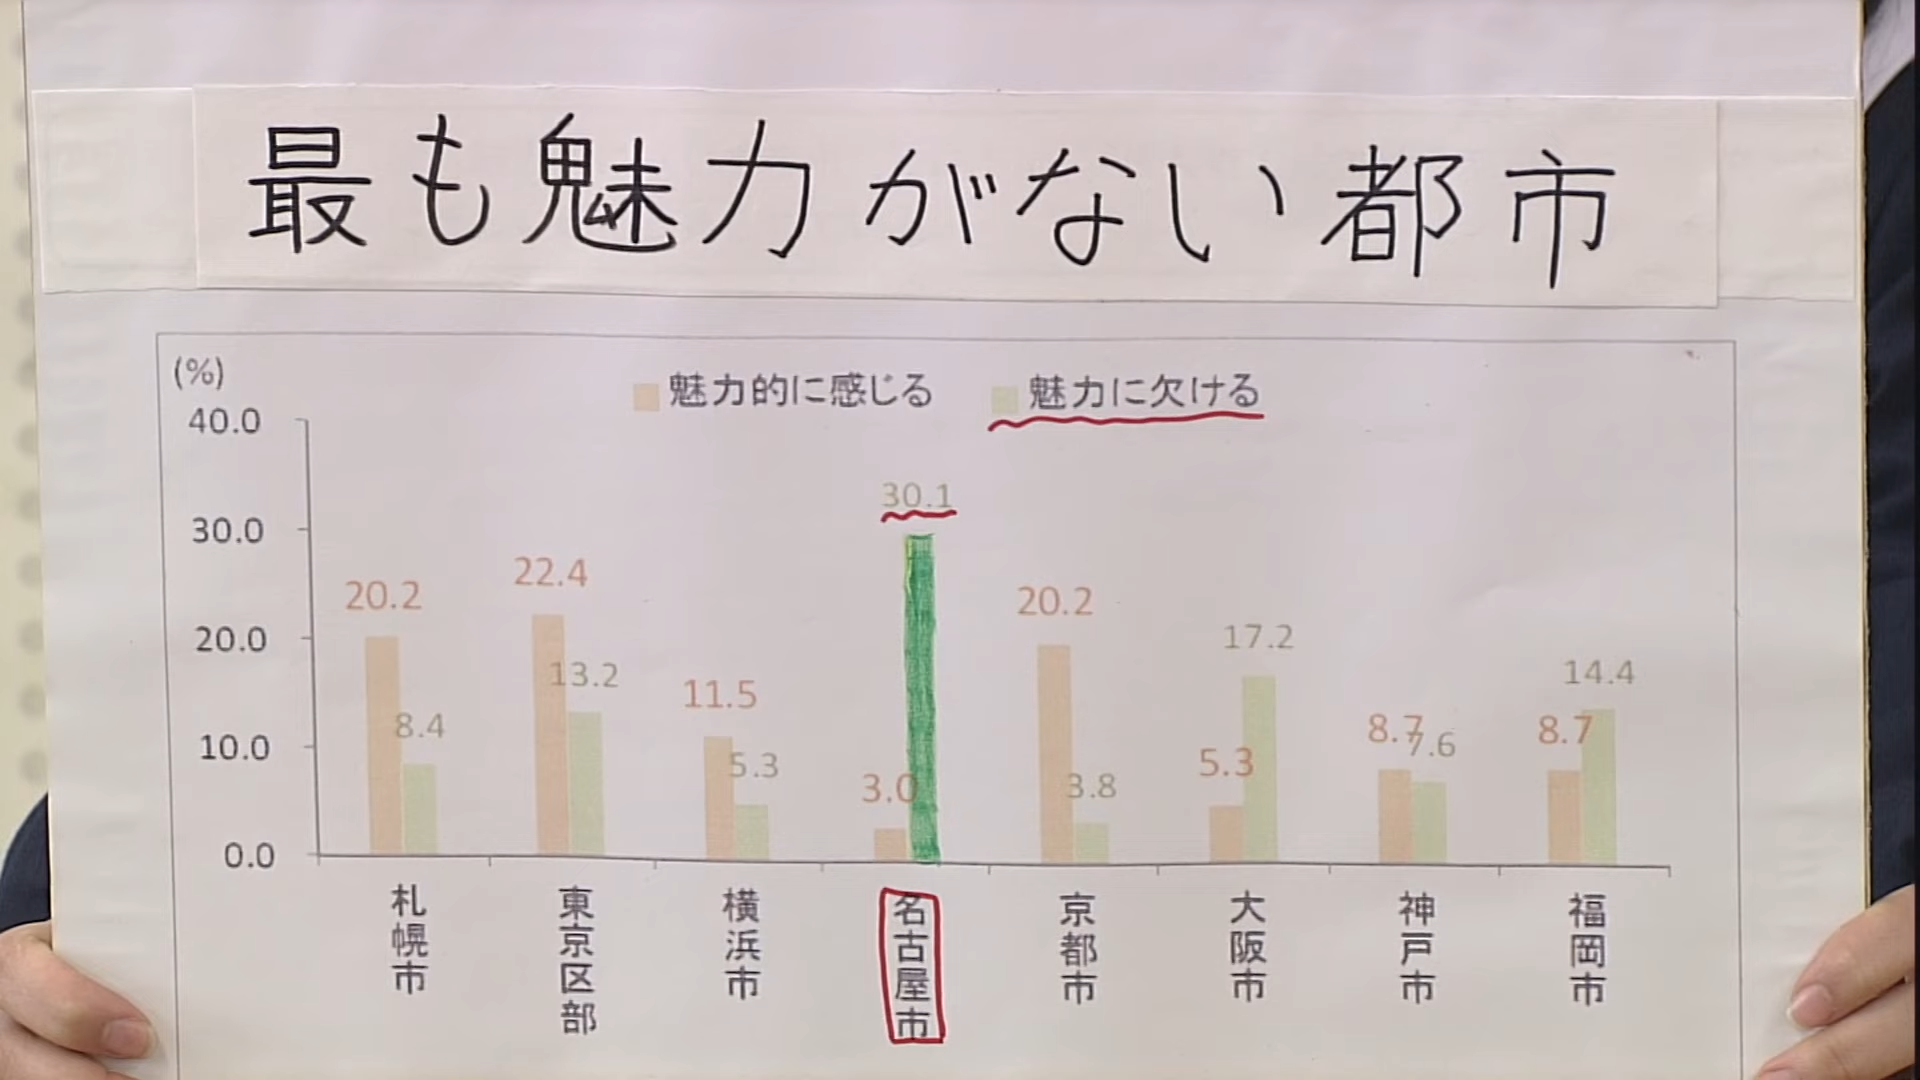 最も魅力がない都市
(%)
魅力的に感じる 魅力に欠ける
40.0
30.0
20.0
10.0
0.0
20.2
8.4
22.4
13.2
11.5
5.3
3.0
30.1
20.2
3.8
5.3
17.2
8.7
7.6
8.7
14.4
札幌市
東京区部
横浜市
名古屋市
京都市
大阪市
神戸市
福岡市